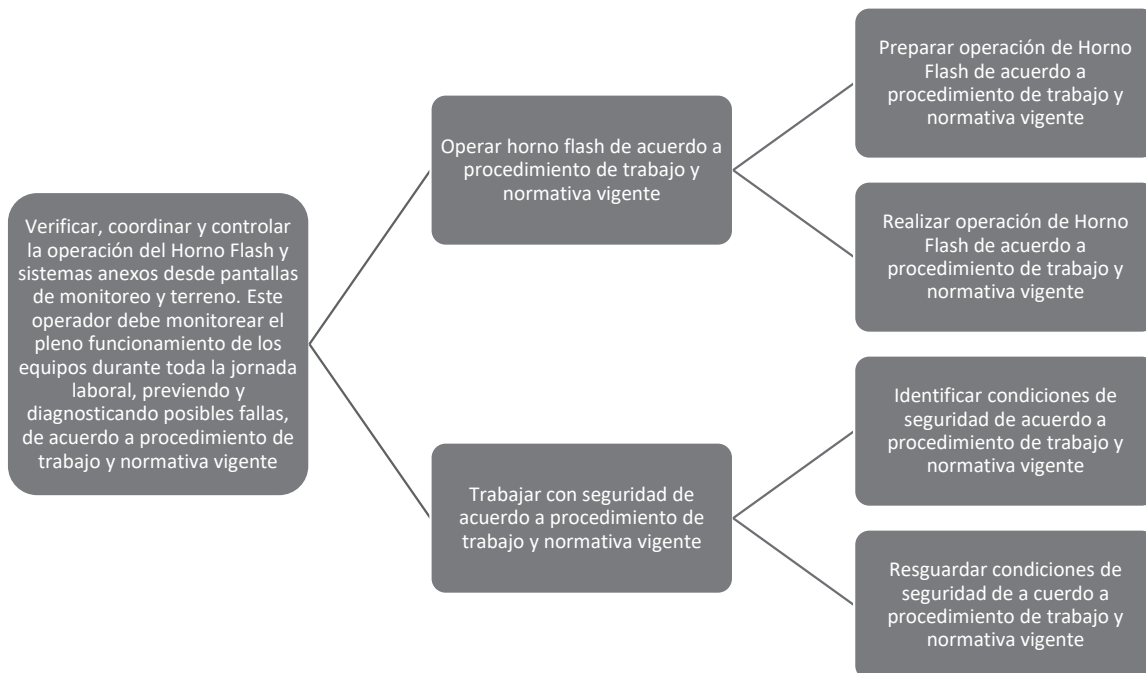 Verificar, coordinar y controlar
la operación del Horno Flash y
sistemas anexos desde pantallas
de monitoreo y terreno. Este
operador debe monitorear el
pleno funcionamiento de los
equipos durante toda la jornada
laboral, previendo y
diagnosticando posibles fallas,
de acuerdo a procedimiento de
trabajo y normativa vigente
Operar horno flash de acuerdo a
procedimiento de trabajo y
normativa vigente
Preparar operación de Horno
Flash de acuerdo a
procedimiento de trabajo y
normativa vigente
Realizar operación de Horno
Flash de acuerdo a
procedimiento de trabajo y
normativa vigente
Trabajar con seguridad de
acuerdo a procedimiento de
trabajo y normativa vigente
Identificar condiciones de
seguridad de acuerdo a
procedimiento de trabajo y
normativa vigente
Resguardar condiciones de
seguridad de a cuerdo a
procedimiento de trabajo y
normativa vigente